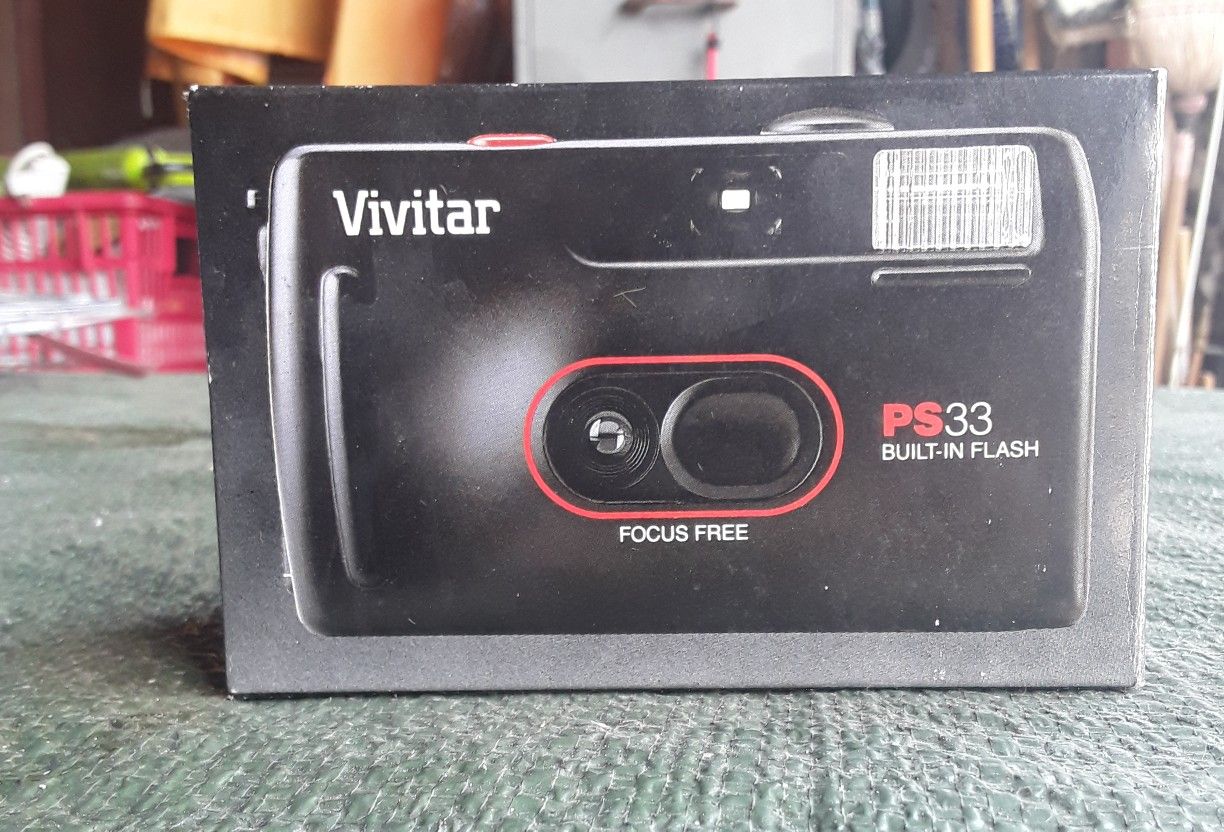 Vivitar
PS33
BUILT-IN FLASH
FOCUS FREE